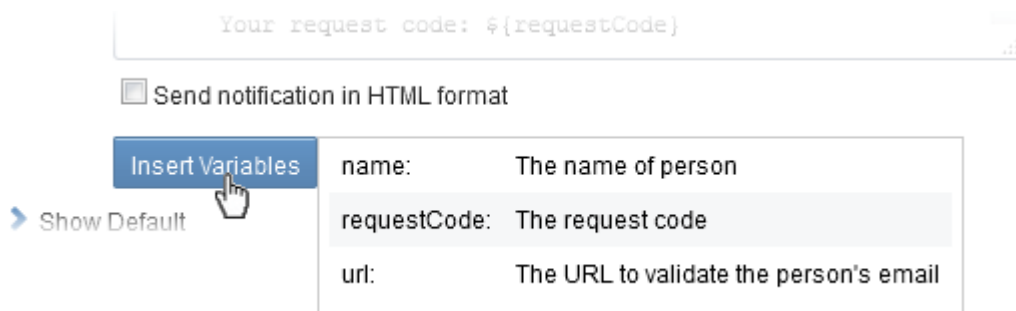 Your request code: ${requestCode}
Send notification in HTML format
Insert Variables
name: The name of person
Show Default
requestCode: The request code
url: The URL to validate the person's email